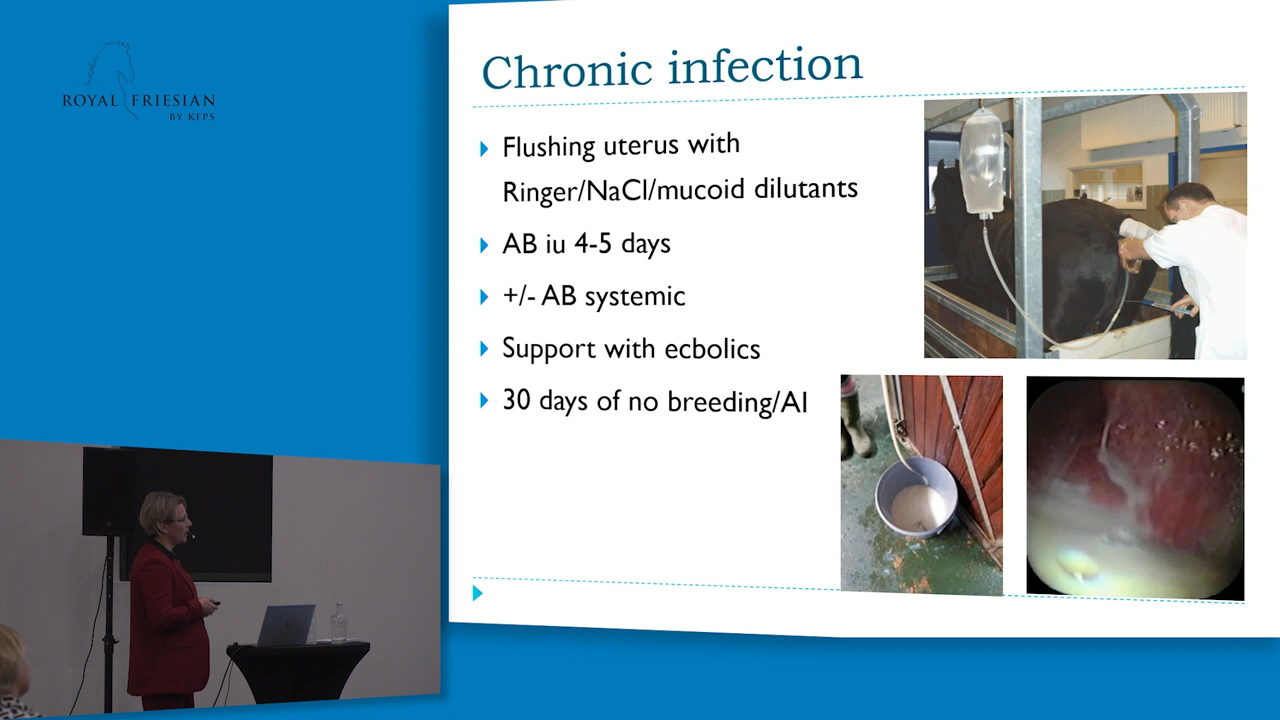 ROYAL FRIESIAN
BY KFPS
Chronic infection
Flushing uterus with
Ringer/NaCl/mucoid dilutants
AB iu 4-5 days
+/- AB systemic
Support with ecbolics
30 days of no breeding/AI